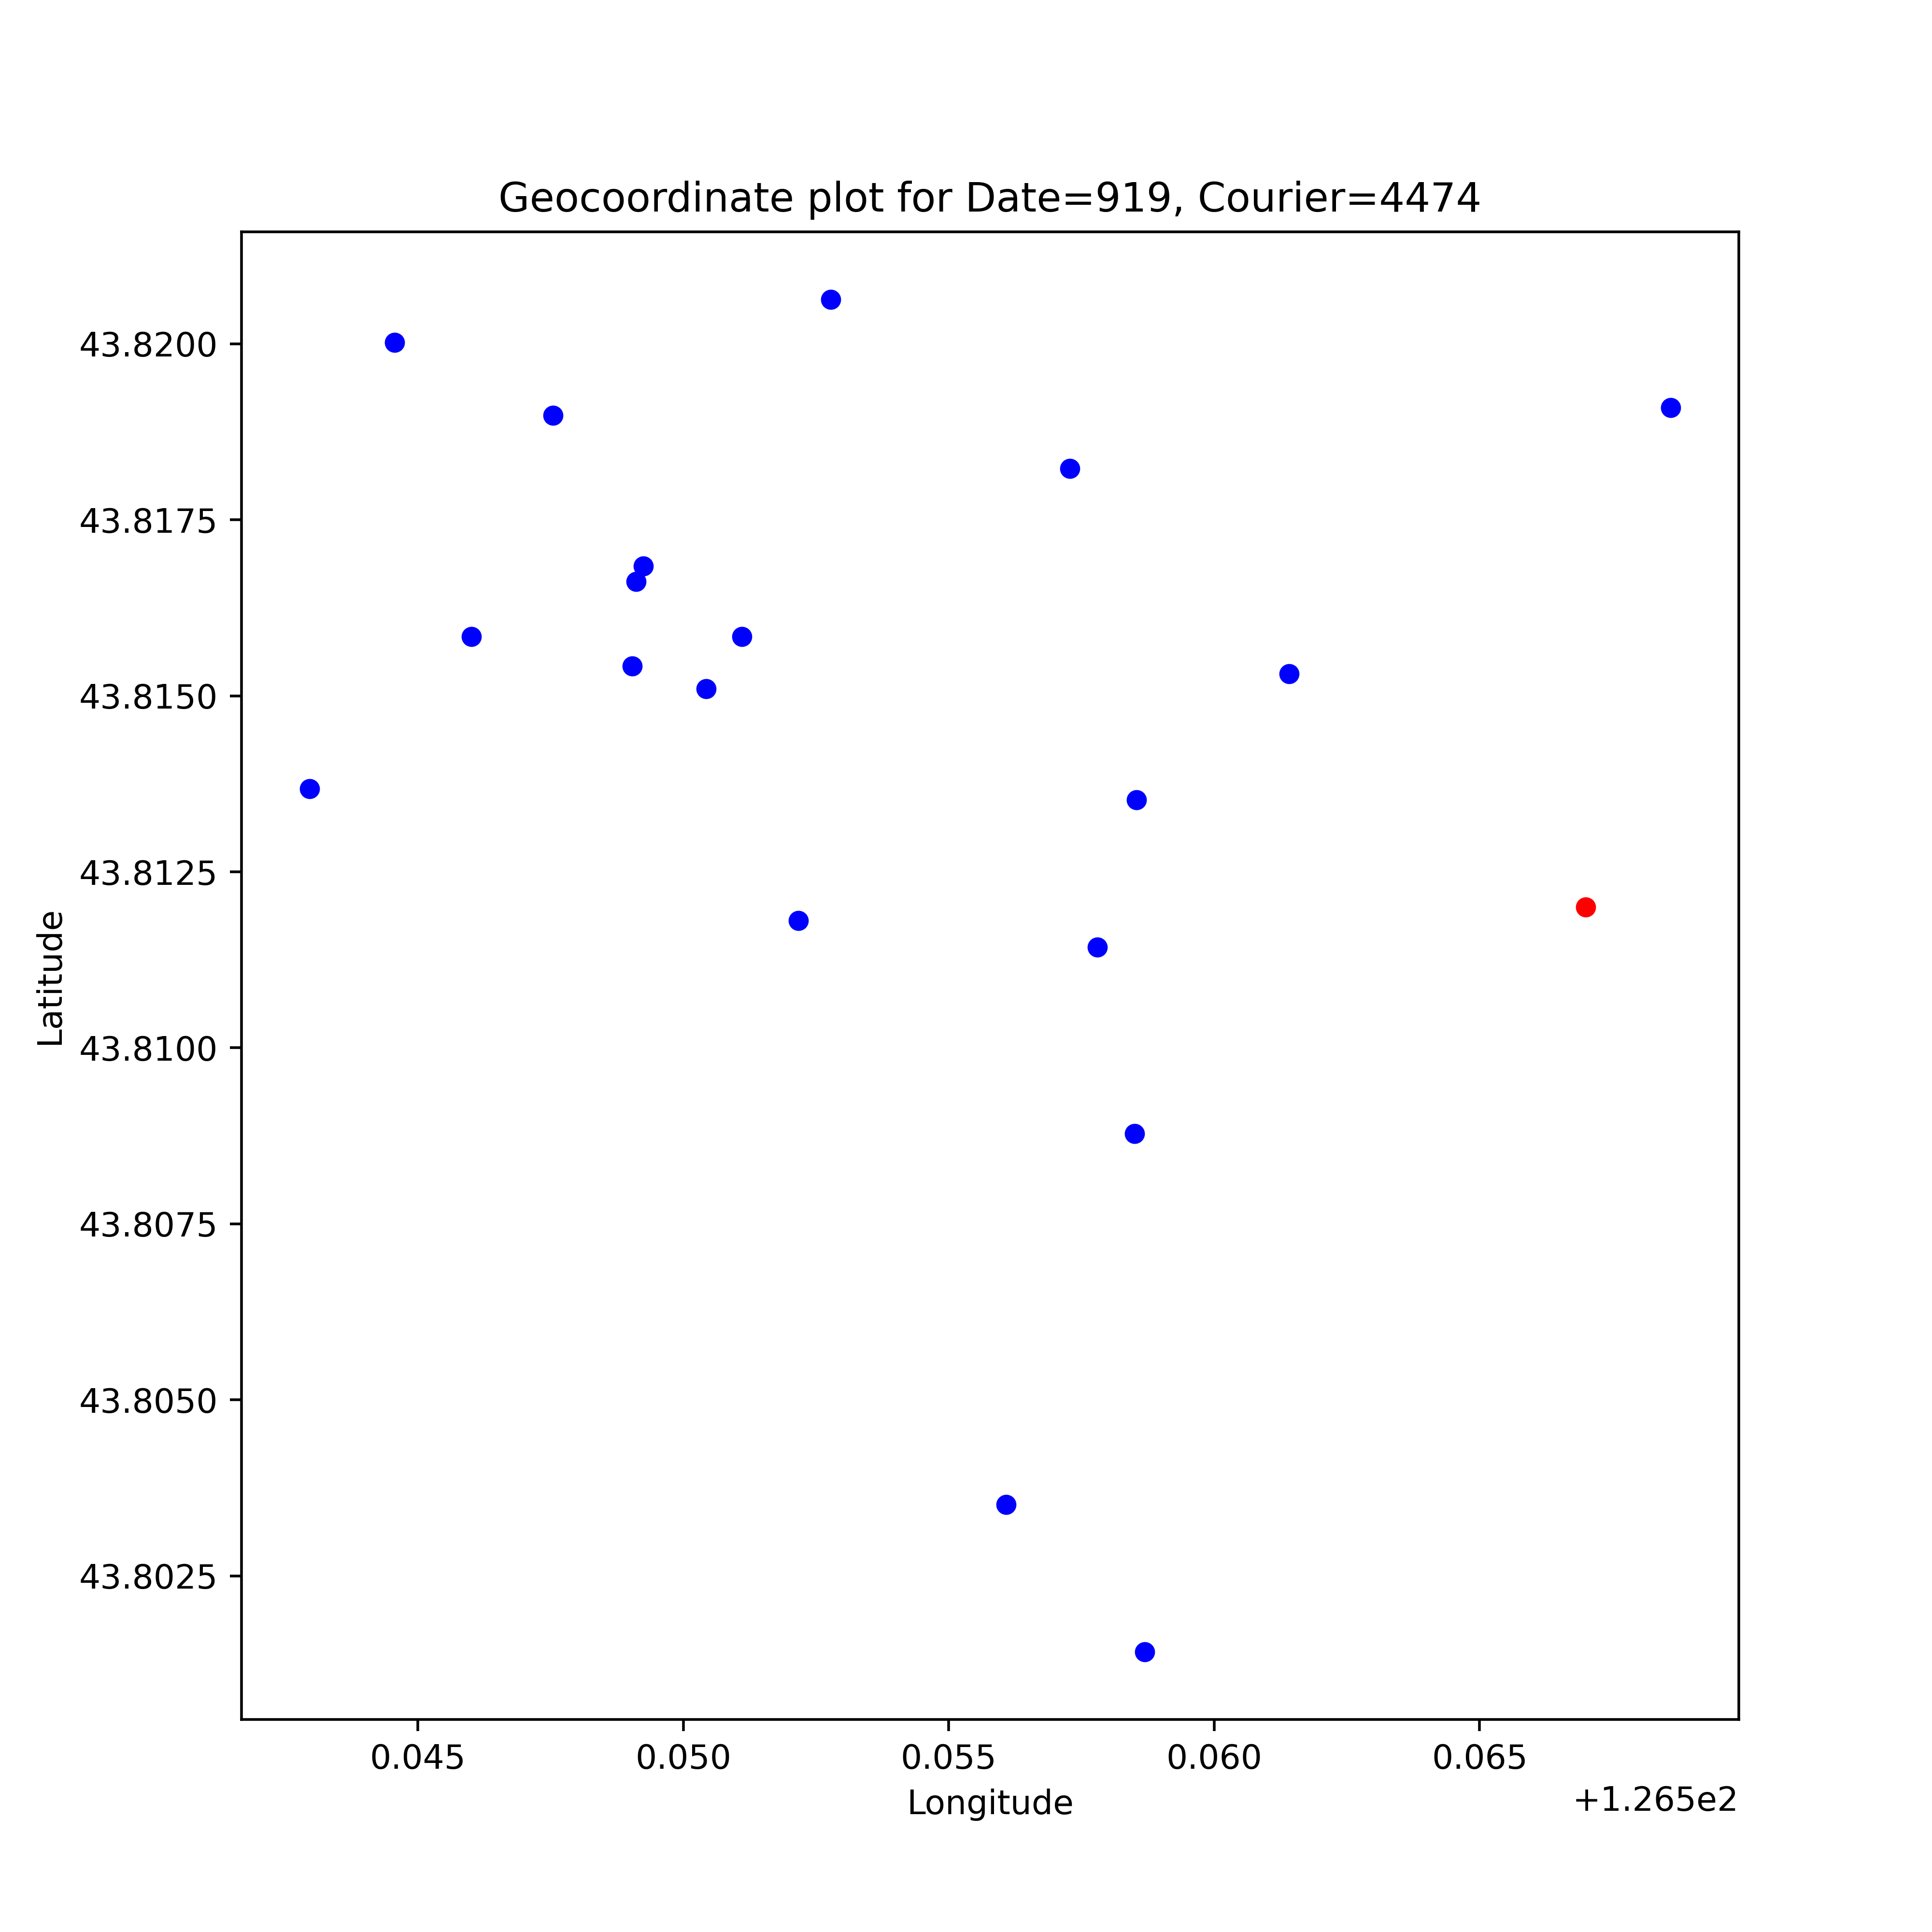 Geocoordinate plot for Date=919, Courier=4474
43.8200
43.8175
43.8150
43.8125
43.8100
43.8075
43.8050
43.8025
Latitude
0.045 0.050 0.055 0.060 0.065
Longitude
+1.265e2